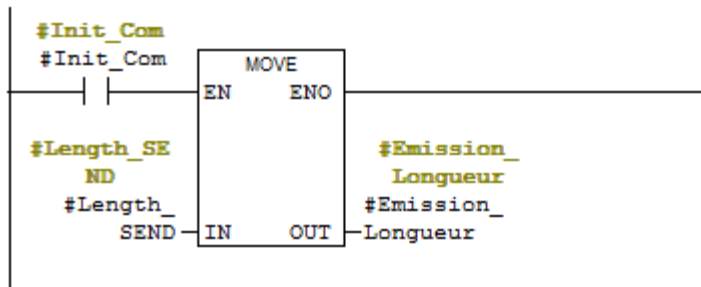 #Init_Com
#Init_Com
MOVE
EN ENO
#Length_SE
ND
#Length_
SEND
IN OUT
#Emission_
Longueur
#Emission_
Longueur